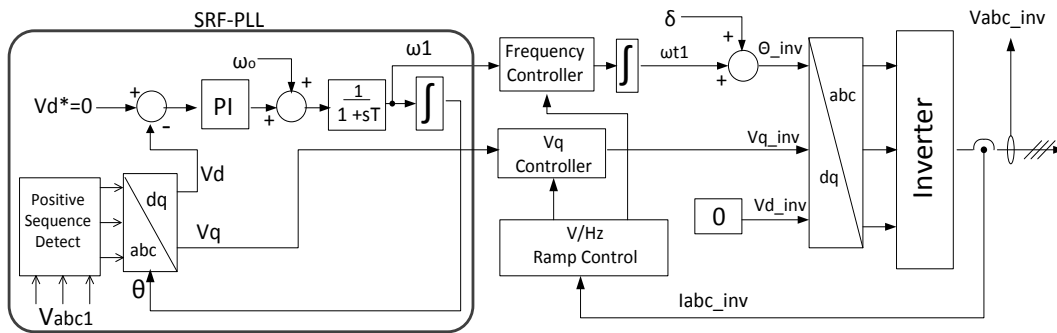 SRF-PLL
Vd*=0
+
-
PI
ωo
+
+
1
1 +sT
ω1
∫
Vd
Positive
Sequence
Detect
dq
abc
Vq
θ
Vabc1
Frequency
Controller
∫
ωt1
δ
+
+
Θ_inv
Vq
Controller
Vq_inv
0
Vd_inv
V/Hz
Ramp Control
abc
dq
Inverter
Vabc_inv
Iabc_inv